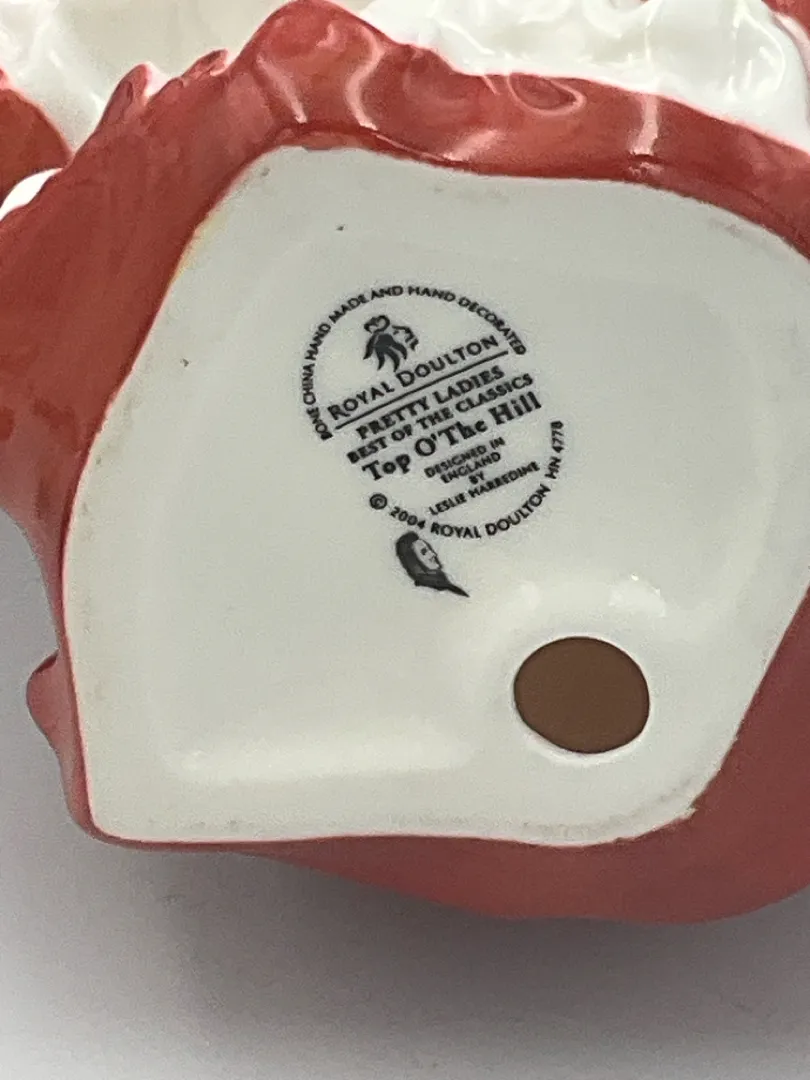 BONE CHINA HAND MADE AND HAND DECORATED
ROYAL DOULTON
PRETTY LADIES
BEST OF THE CLASSICS
Top O'The Hill
DESIGNED IN
ENGLAND
BY
LESLIE HARREDINE
© 2004 ROYAL DOULTON HN 4778